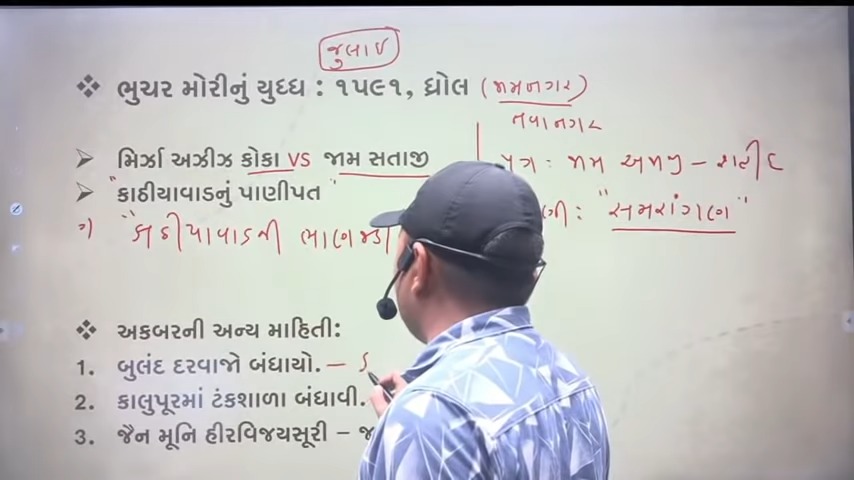 જુલાઈ
❖ ભુચર મોરીનું યુદ્ધ : ૧૫૯૧, ધ્રોલ (જામનગર)
નવાનગર
➢ મિર્ઝા અઝીઝ કોકા VS જામ સતાજી
જામ અજાજી – શહીદ
➢ "કાઠીયાવાડનું પાણીપત"
"સમરાંગણ"
"કાઠીયાવાડની
❖ અકબરની અન્ય માહિતી:
1. બુલંદ દરવાજો બંધાયો. –
2. કાલુપૂરમાં ટંકશાળા બંધાવી.
3. જૈન મૂનિ હીરવિજયસૂરી –